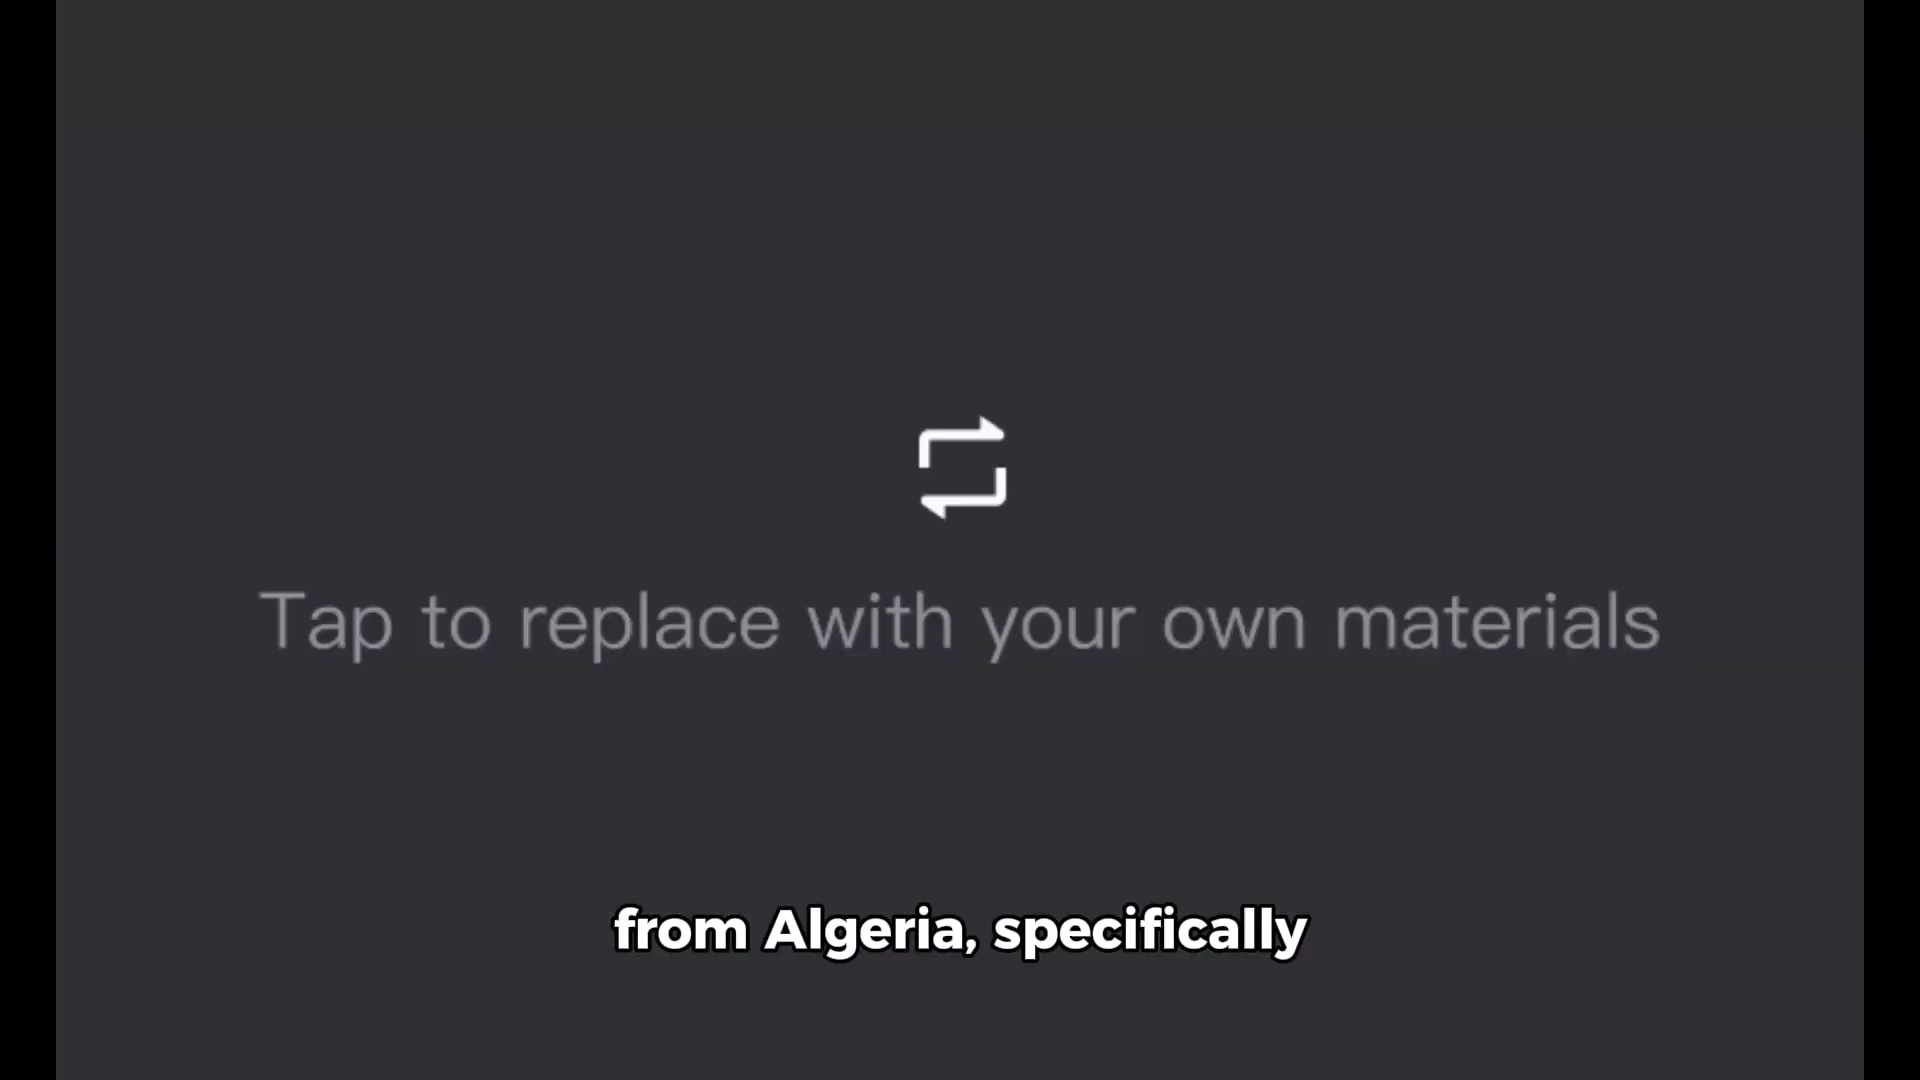 Tap to replace with your own materials
from Algeria, specifically